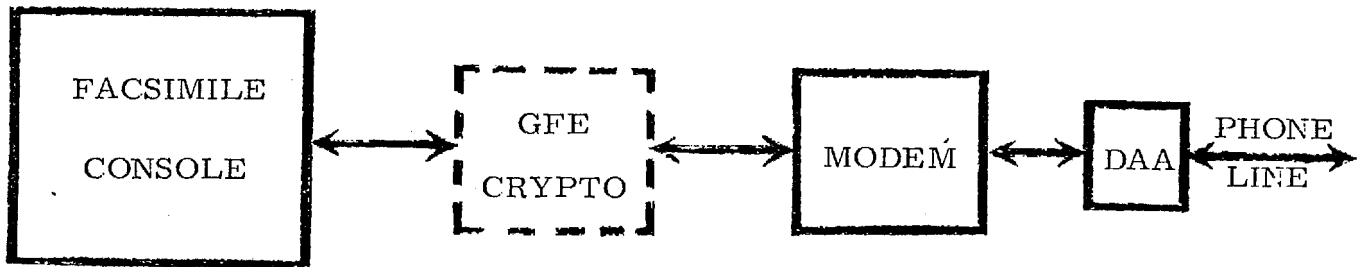 FACSIMILE
CONSOLE
GFE
CRYPTO
MODEM
DAA
PHONE
LINE